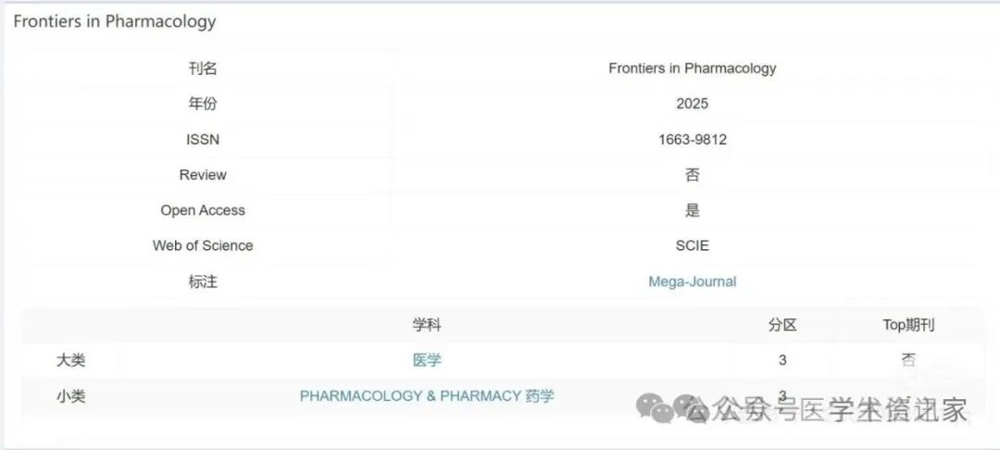 Frontiers in Pharmacology
刊名 Frontiers in Pharmacology
年份 2025
ISSN 1663-9812
Review 否
Open Access 是
Web of Science SCIE
标注 Mega-Journal
学科 分区 Top期刊
大类 医学 3 否
小类 PHARMACOLOGY & PHARMACY 药学 3 -
公众号医学术资讯家